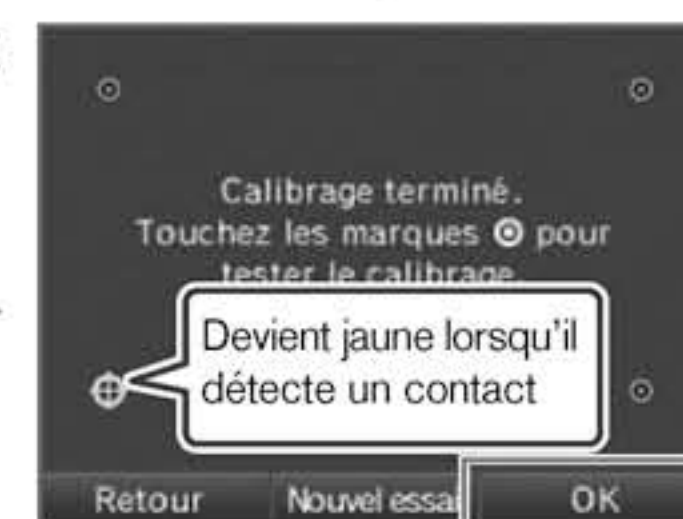 Calibrage terminé.
Touchez les marques ◎ pour
tester le calibrage.
Devient jaune lorsqu'il
détecte un contact
Retour
Nouvel essai
OK